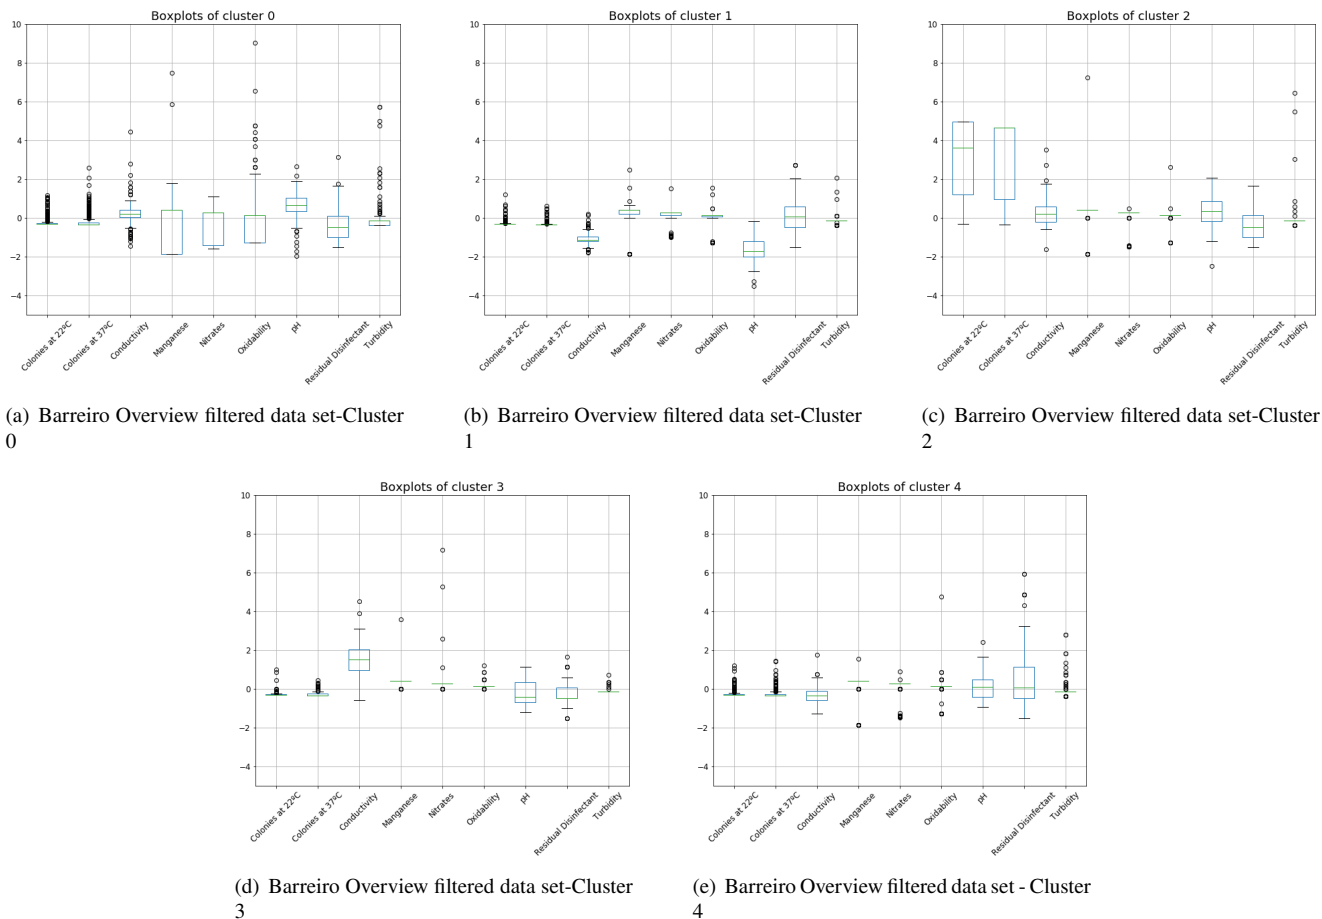 Boxplots of cluster 0
10
8
6
4
2
0
−2
−4
Colonies at 22ºC
Colonies at 37ºC
Conductivity
Manganese
Nitrates
Oxidability
pH
Residual Disinfectant
Turbidity
(a) Barreiro Overview filtered data set-Cluster
0
Boxplots of cluster 1
10
8
6
4
2
0
−2
−4
Colonies at 22ºC
Colonies at 37ºC
Conductivity
Manganese
Nitrates
Oxidability
pH
Residual Disinfectant
Turbidity
(b) Barreiro Overview filtered data set-Cluster
1
Boxplots of cluster 2
10
8
6
4
2
0
−2
−4
Colonies at 22ºC
Colonies at 37ºC
Conductivity
Manganese
Nitrates
Oxidability
pH
Residual Disinfectant
Turbidity
(c) Barreiro Overview filtered data set-Cluster
2
Boxplots of cluster 3
10
8
6
4
2
0
−2
−4
Colonies at 22ºC
Colonies at 37ºC
Conductivity
Manganese
Nitrates
Oxidability
pH
Residual Disinfectant
Turbidity
(d) Barreiro Overview filtered data set-Cluster
3
Boxplots of cluster 4
10
8
6
4
2
0
−2
−4
Colonies at 22ºC
Colonies at 37ºC
Conductivity
Manganese
Nitrates
Oxidability
pH
Residual Disinfectant
Turbidity
(e) Barreiro Overview filtered data set - Cluster
4